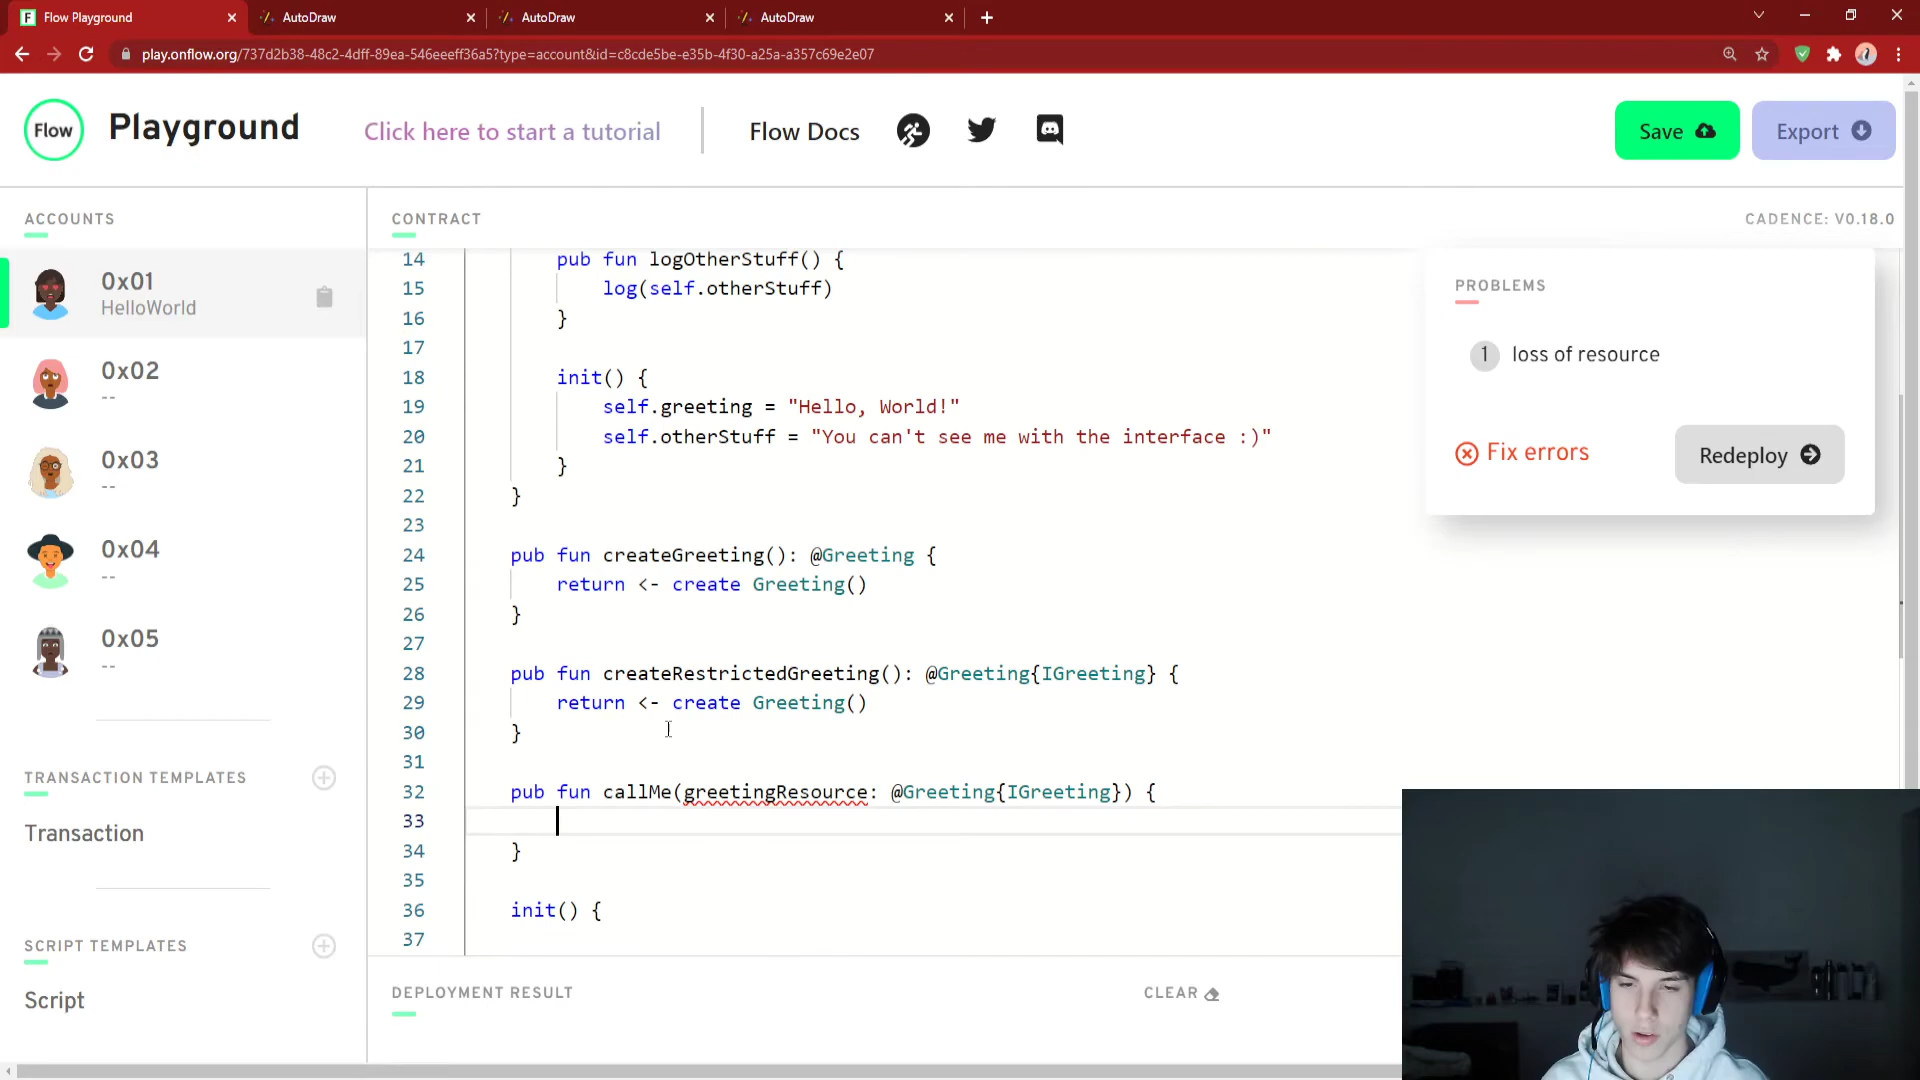 Flow Playground
AutoDraw
AutoDraw
AutoDraw
play.onflow.org/737d2b38-48c2-4dff-89ea-546eeeff36a5?type=account&id=c8cde5be-e35b-4f30-a25a-a357c69e2e07
Flow
Playground
Click here to start a tutorial
Flow Docs
Save
Export
ACCOUNTS
CONTRACT
CADENCE: V0.18.0
0x01
HelloWorld
0x02
--
0x03
--
0x04
--
0x05
--
TRANSACTION TEMPLATES
Transaction
SCRIPT TEMPLATES
Script
14 pub fun logOtherStuff() {
15 log(self.otherStuff)
16 }
17
18 init() {
19 self.greeting = "Hello, World!"
20 self.otherStuff = "You can't see me with the interface :)"
21 }
22 }
23
24 pub fun createGreeting(): @Greeting {
25 return <- create Greeting()
26 }
27
28 pub fun createRestrictedGreeting(): @Greeting{IGreeting} {
29 return <- create Greeting()
30 }
31
32 pub fun callMe(greetingResource: @Greeting{IGreeting}) {
33
34 }
35
36 init() {
37
PROBLEMS
1 loss of resource
Fix errors
Redeploy
DEPLOYMENT RESULT
CLEAR